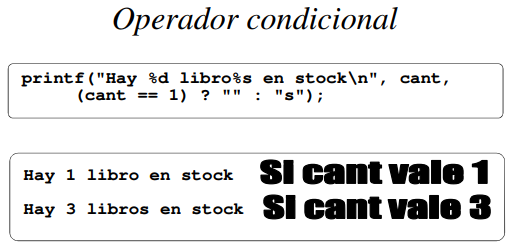 Operador condicional
printf("Hay %d libro%s en stock\n", cant,
(cant == 1) ? "" : "s");
Hay 1 libro en stock Si cant vale 1
Hay 3 libros en stock Si cant vale 3